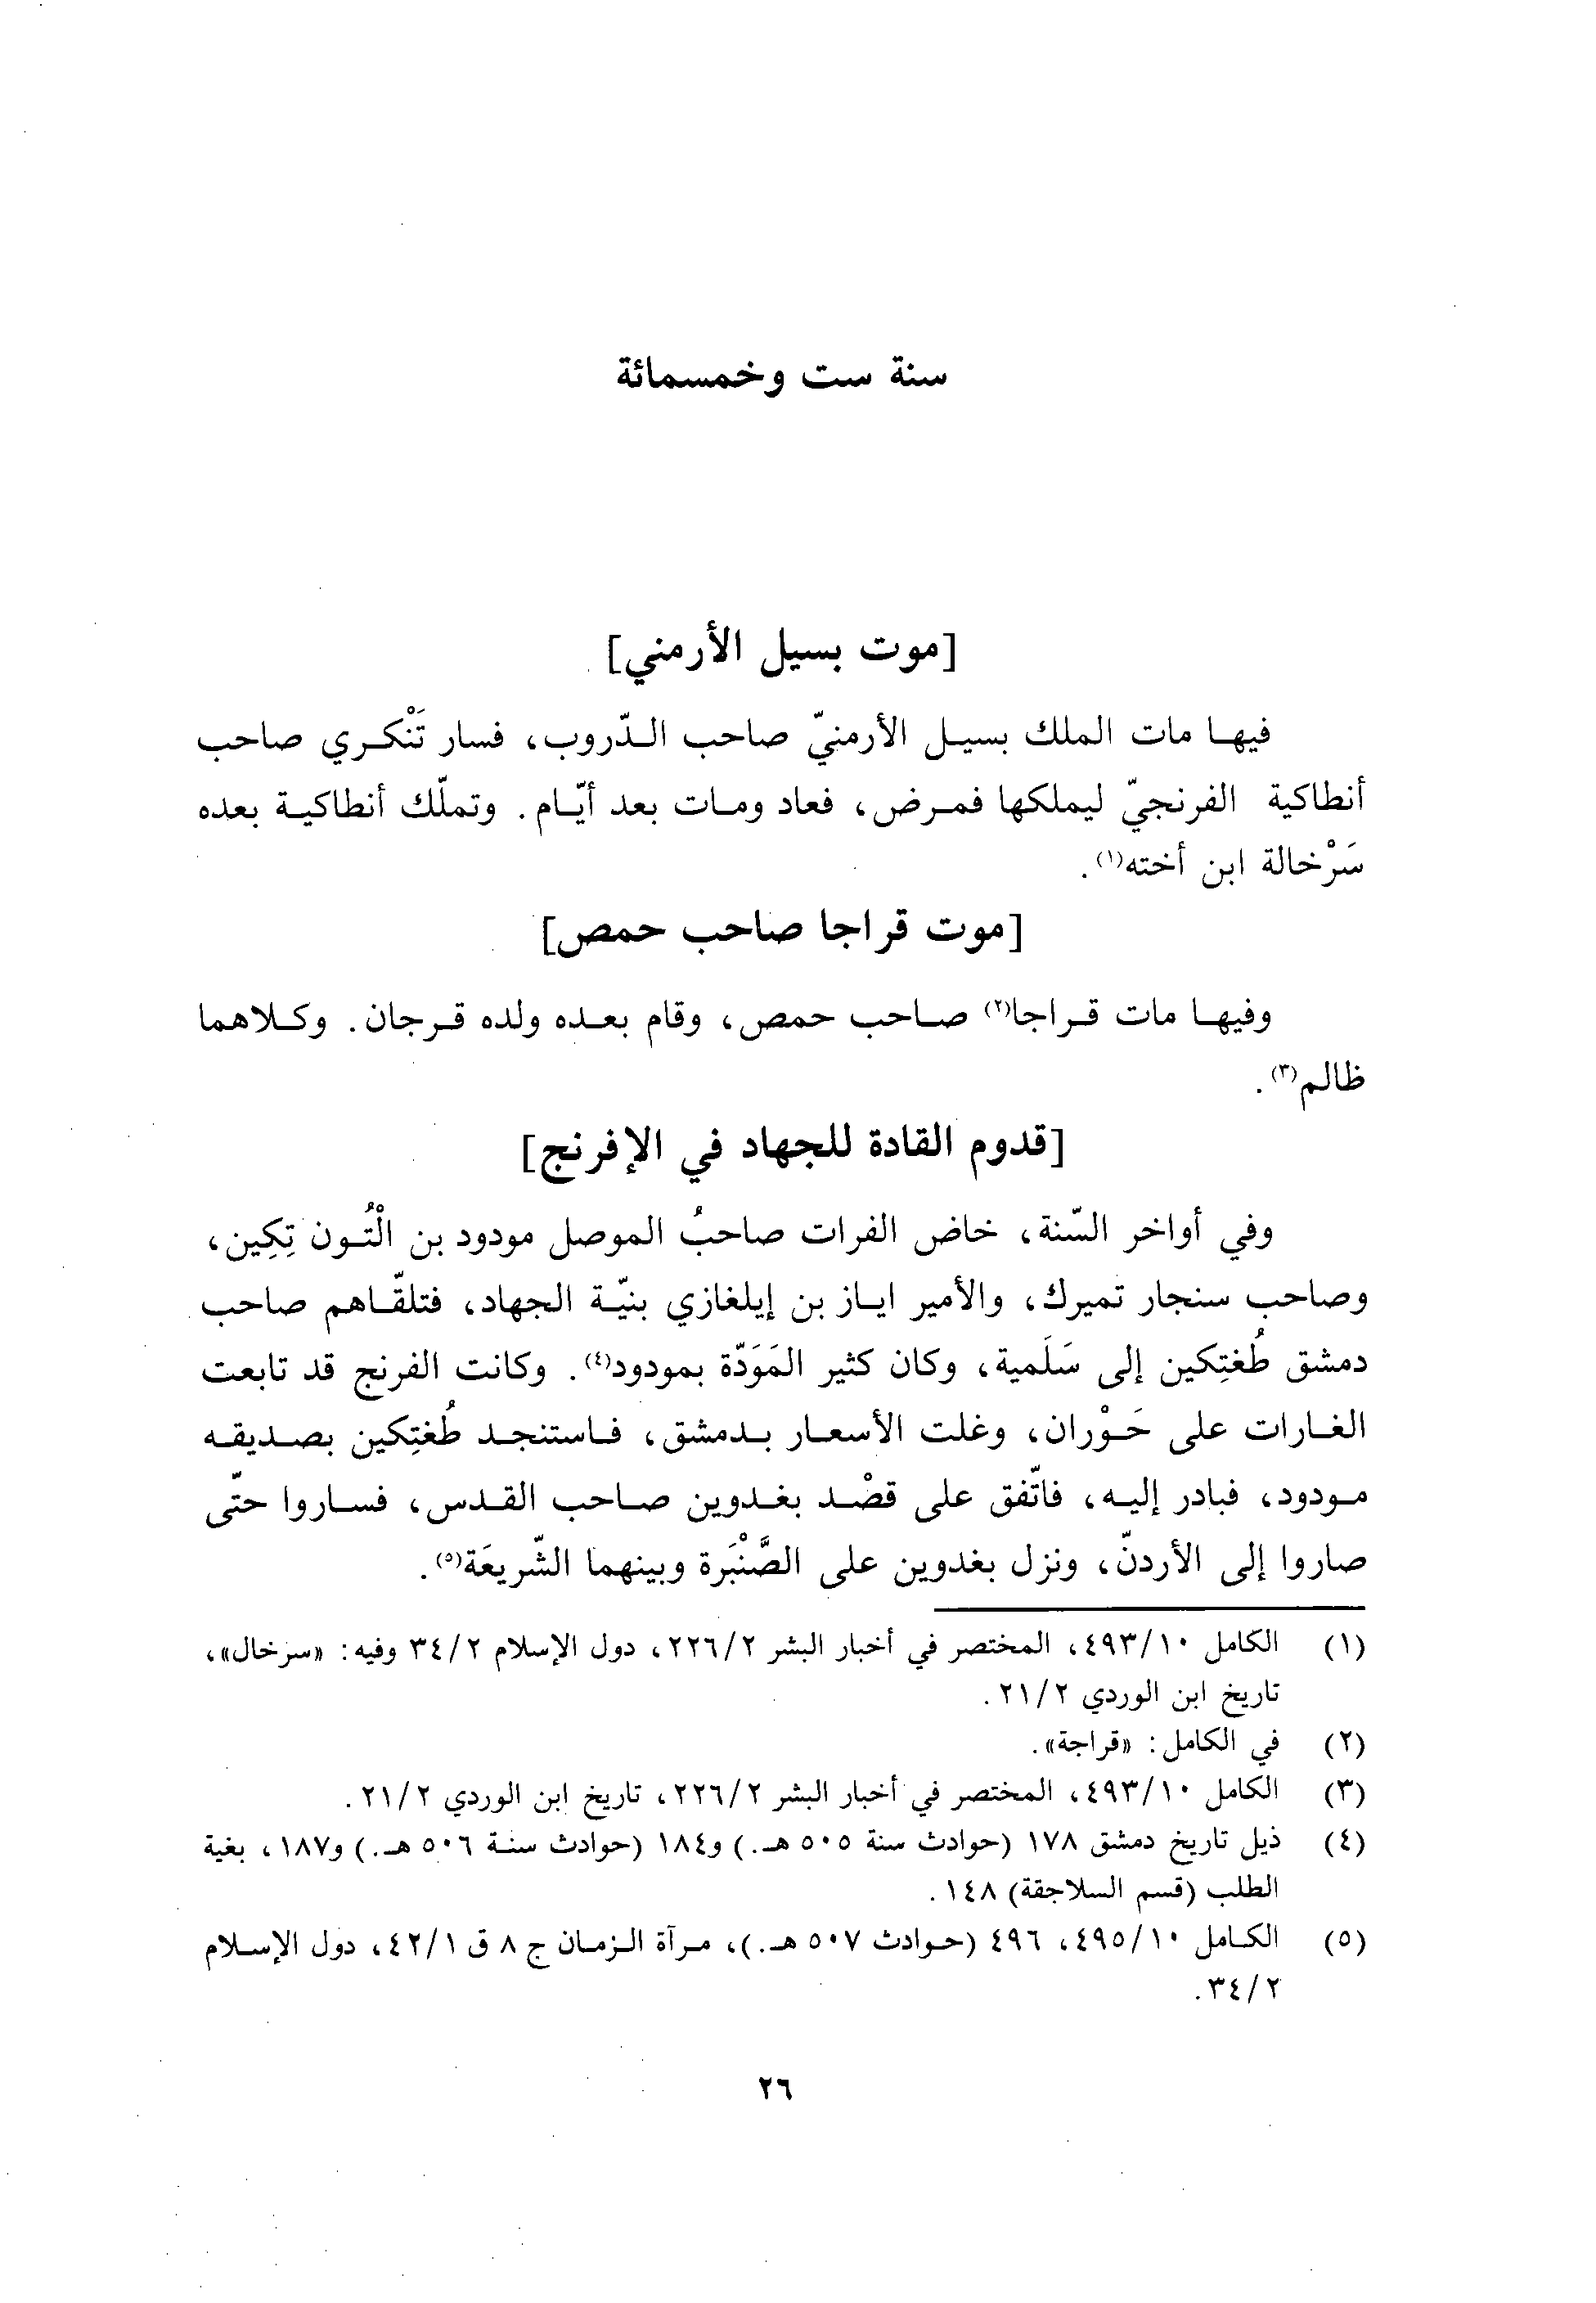 سنة ست وخمسمائة
[موت بسيل الأرمني]
فيها مات الملك بسيل الأرمنيّ صاحب الدّروب، فسار تَنْكري صاحب
أنطاكية الفرنجيّ ليملكها فمرض، فعاد ومات بعد أيّام. وتملّك أنطاكية بعده
سَرْخالة ابن أخته(١).
[موت قراجا صاحب حمص]
وفيها مات قراجا(٢) صاحب حمص، وقام بعده ولده قرجان. وكلاهما
ظالم(٣).
[قدوم القادة للجهاد في الإفرنج]
وفي أواخر السّنة، خاض الفرات صاحبُ الموصل مودود بن الْتُون تِكِين،
وصاحب سنجار تميرك، والأمير اياز بن إيلغازي بنيّة الجهاد، فتلقّاهم صاحب
دمشق طُغتِكين إلى سَلَمية، وكان كثير المَوَدّة بمودود(٤). وكانت الفرنج قد تابعت
الغارات على حَوْران، وغلت الأسعار بدمشق، فاستنجد طُغتِكين بصديقه
مودود، فبادر إليه، فاتّفق على قصْد بغدوين صاحب القدس، فساروا حتّى
صاروا إلى الأردنّ، ونزل بغدوين على الصَّنْبَرة وبينهما الشّريعَة(٥).
(١) الكامل ٤٩٣/١٠، المختصر في أخبار البشر ٢٢٦/٢، دول الإسلام ٣٤/٢ وفيه: «سرخال»،
تاريخ ابن الوردي ٢١/٢.
(٢) في الكامل: «قراجة».
(٣) الكامل ٤٩٣/١٠، المختصر في أخبار البشر ٢٢٦/٢، تاريخ ابن الوردي ٢١/٢.
(٤) ذيل تاريخ دمشق ١٧٨ (حوادث سنة ٥٠٥ هـ.) و١٨٤ (حوادث سنة ٥٠٦ هـ.) و١٨٧، بغية
الطلب (قسم السلاجقة) ١٤٨.
(٥) الكامل ٤٩٥/١٠، ٤٩٦ (حوادث ٥٠٧ هـ.)، مرآة الزمان ج ٨ ق ٤٢/١، دول الإسلام
٣٤/٢.
٢٦